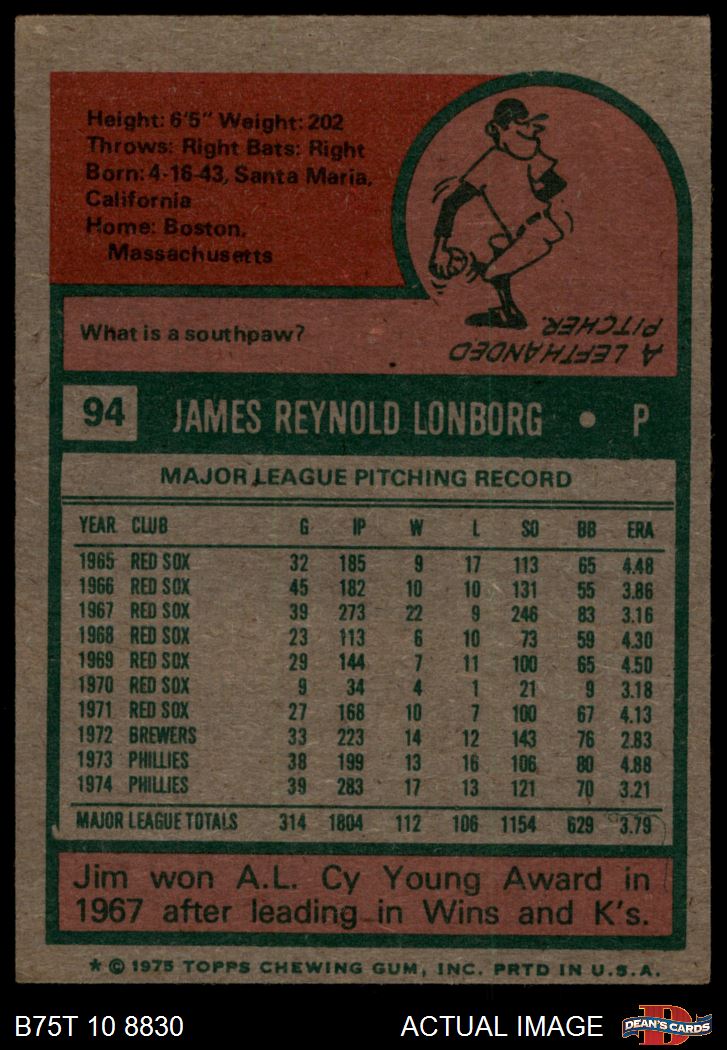 Height: 6'5" Weight: 202
Throws: Right Bats: Right
Born: 4-16-43, Santa Maria,
California
Home: Boston,
Massachusetts
What is a southpaw?
A LEFTHANDED
PITCHER.
94 JAMES REYNOLD LONBORG • P
MAJOR LEAGUE PITCHING RECORD
YEAR CLUB G IP W L SO BB ERA
1965 RED SOX 32 185 9 17 113 65 4.48
1966 RED SOX 45 182 10 10 131 55 3.86
1967 RED SOX 39 273 22 9 246 83 3.16
1968 RED SOX 23 113 6 10 73 59 4.30
1969 RED SOX 29 144 7 11 100 65 4.50
1970 RED SOX 9 34 4 1 21 9 3.18
1971 RED SOX 27 168 10 7 100 67 4.13
1972 BREWERS 33 223 14 12 143 76 2.83
1973 PHILLIES 38 199 13 16 106 80 4.88
1974 PHILLIES 39 283 17 13 121 70 3.21
MAJOR LEAGUE TOTALS 314 1804 112 106 1154 629 3.79
Jim won A.L. Cy Young Award in
1967 after leading in Wins and K's.
* © 1975 TOPPS CHEWING GUM, INC. PRTD IN U.S.A.
B75T 10 8830 ACTUAL IMAGE D DEAN'S CARDS